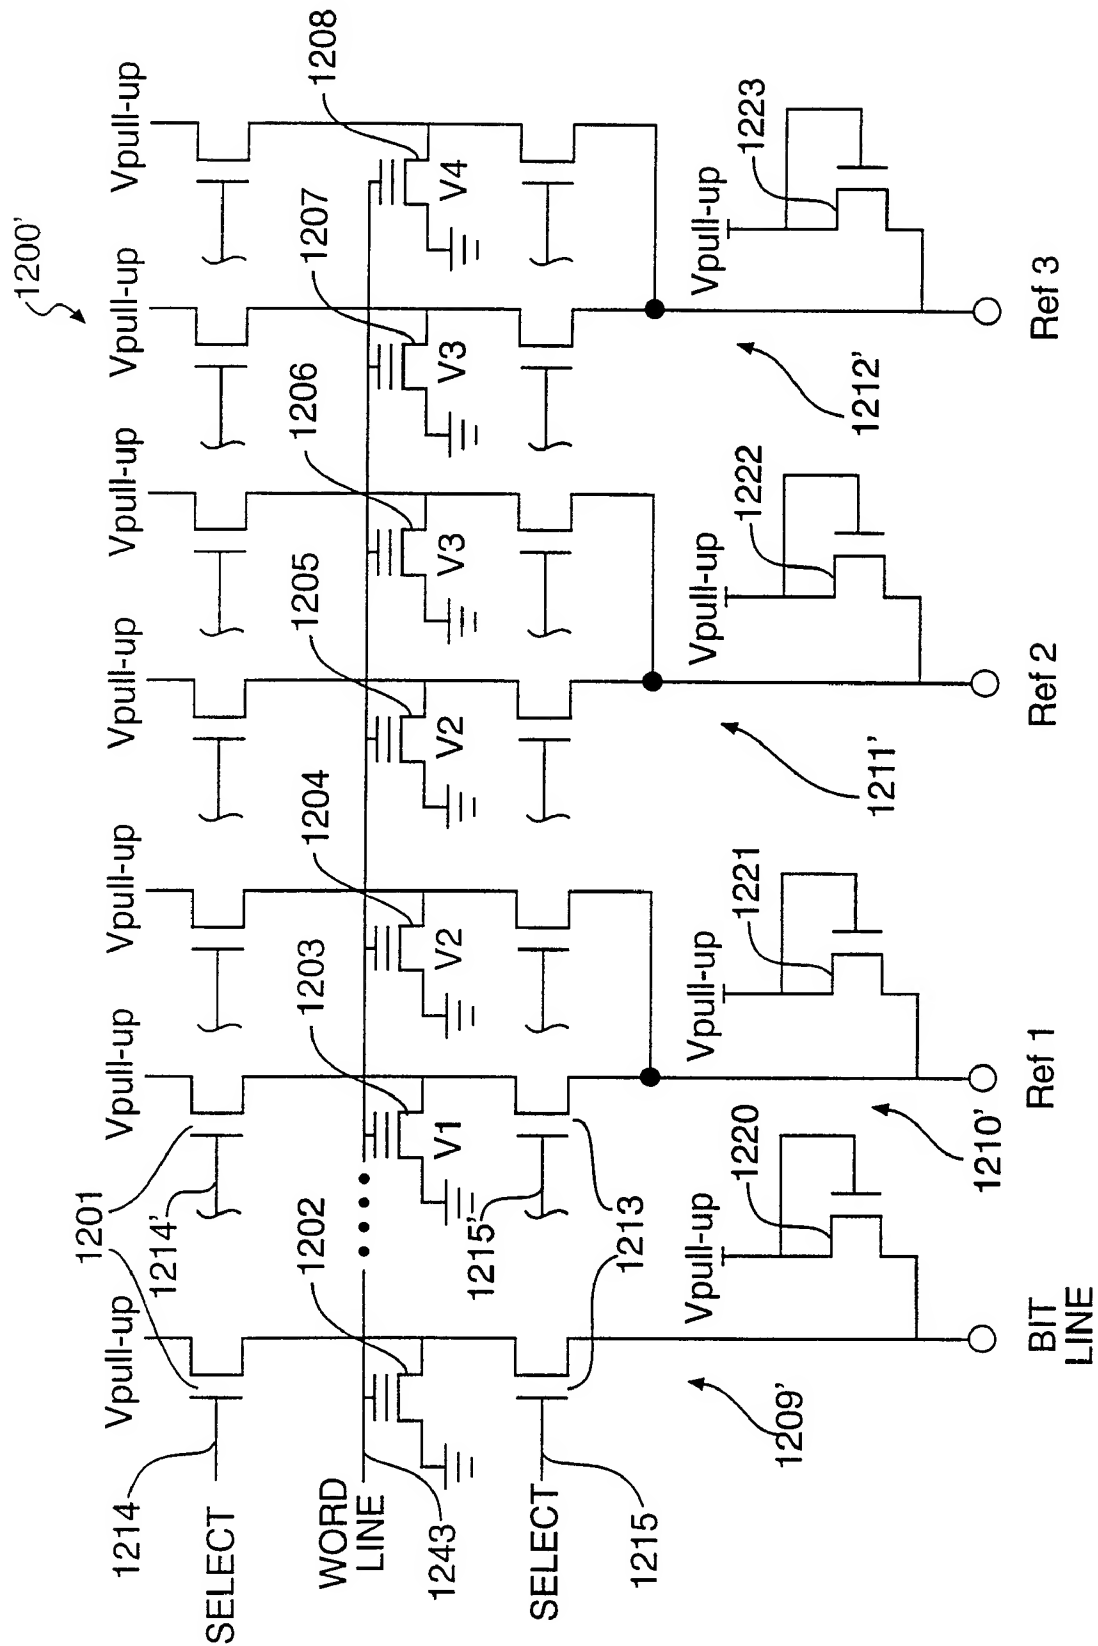 1200'
Vpull-up
Vpull-up
Vpull-up
Vpull-up
Vpull-up
Vpull-up
Vpull-up
1201
1214
1214'
SELECT
WORD
LINE
1243
1202
1203
1204
1205
1206
1207
1208
V1
V2
V2
V3
V3
V4
SELECT
1215
1215'
1213
Vpull-up
1220
Vpull-up
1221
Vpull-up
1222
Vpull-up
1223
1209'
1210'
1211'
1212'
BIT
LINE
Ref 1
Ref 2
Ref 3